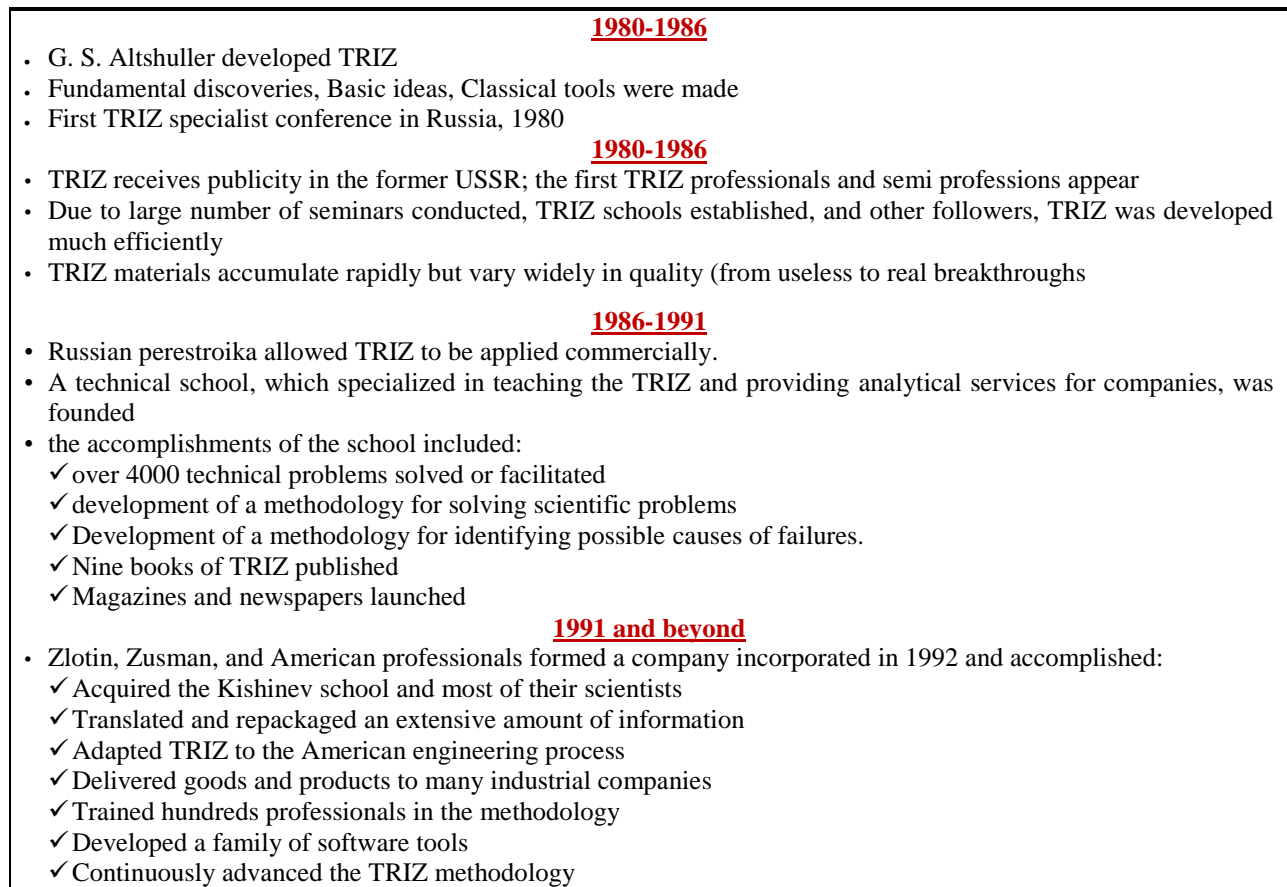 1980-1986
• G. S. Altshuller developed TRIZ
• Fundamental discoveries, Basic ideas, Classical tools were made
• First TRIZ specialist conference in Russia, 1980
1980-1986
• TRIZ receives publicity in the former USSR; the first TRIZ professionals and semi professions appear
• Due to large number of seminars conducted, TRIZ schools established, and other followers, TRIZ was developed
much efficiently
• TRIZ materials accumulate rapidly but vary widely in quality (from useless to real breakthroughs
1986-1991
• Russian perestroika allowed TRIZ to be applied commercially.
• A technical school, which specialized in teaching the TRIZ and providing analytical services for companies, was
founded
• the accomplishments of the school included:
✓ over 4000 technical problems solved or facilitated
✓ development of a methodology for solving scientific problems
✓ Development of a methodology for identifying possible causes of failures.
✓ Nine books of TRIZ published
✓ Magazines and newspapers launched
1991 and beyond
• Zlotin, Zusman, and American professionals formed a company incorporated in 1992 and accomplished:
✓ Acquired the Kishinev school and most of their scientists
✓ Translated and repackaged an extensive amount of information
✓ Adapted TRIZ to the American engineering process
✓ Delivered goods and products to many industrial companies
✓ Trained hundreds professionals in the methodology
✓ Developed a family of software tools
✓ Continuously advanced the TRIZ methodology